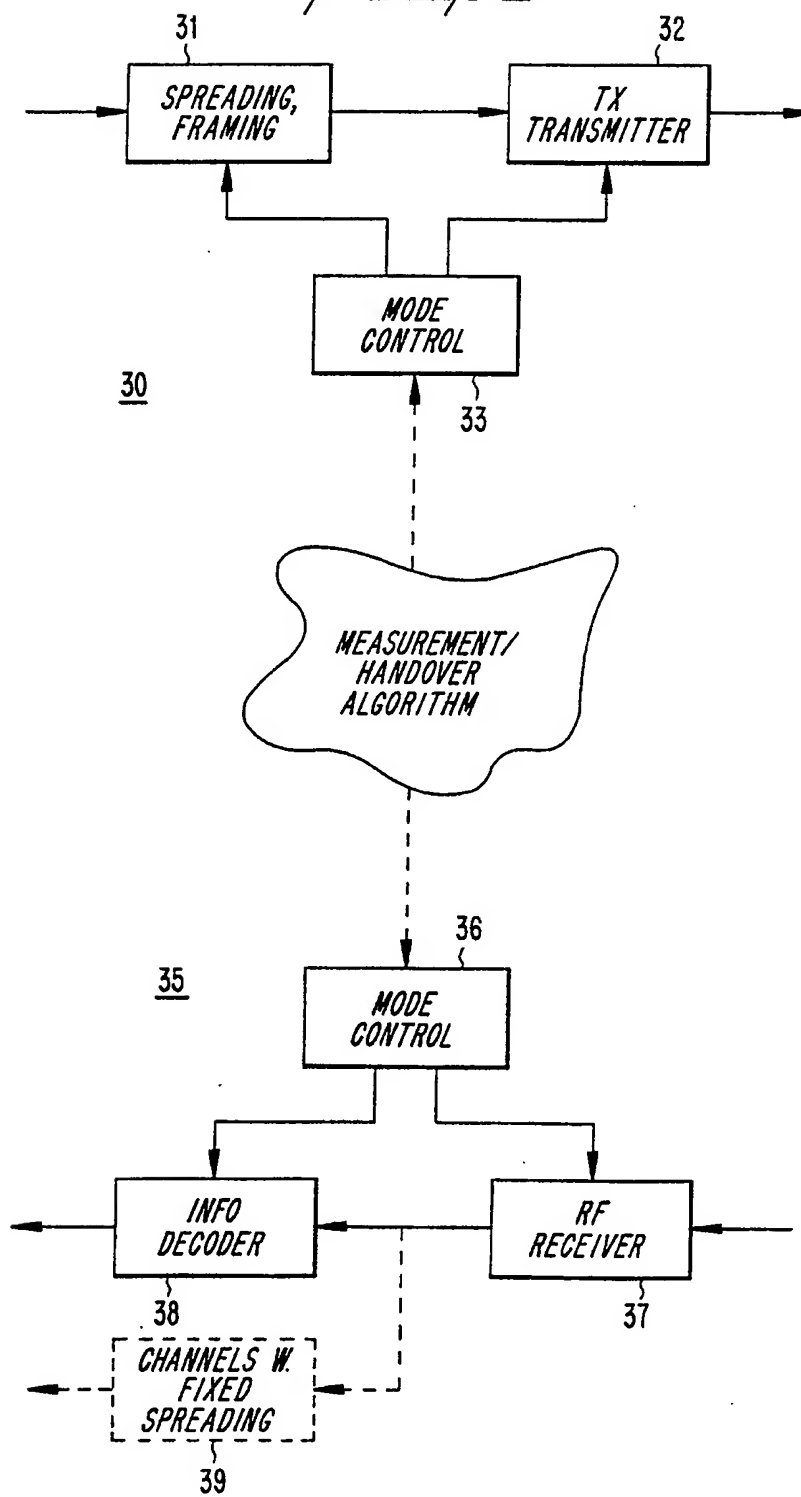 31
32
SPREADING,
FRAMING
TX
TRANSMITTER
MODE
CONTROL
30
33
MEASUREMENT/
HANDOVER
ALGORITHM
36
35
MODE
CONTROL
INFO
DECODER
RF
RECEIVER
38
37
CHANNELS W.
FIXED
SPREADING
39